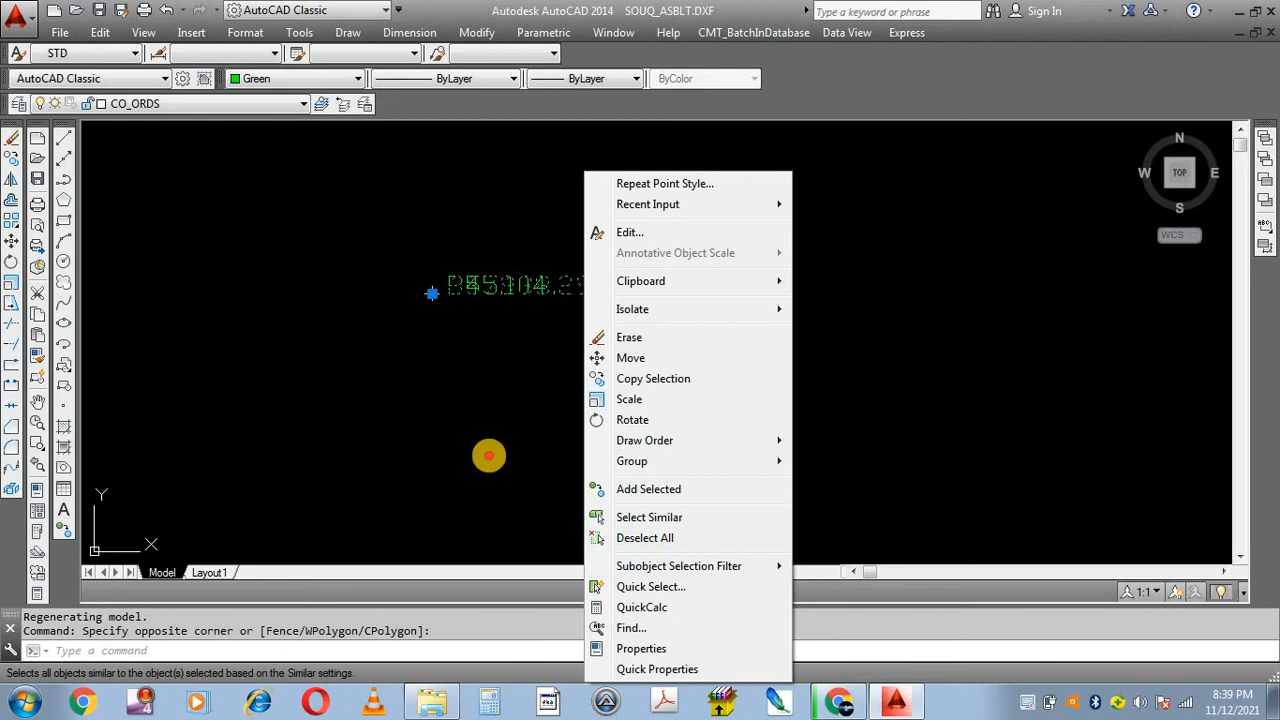 AutoCAD Classic
Autodesk AutoCAD 2014 SOUQ_ASBLT.DXF
Type a keyword or phrase
Sign In
File Edit View Insert Format Tools Draw Dimension Modify Parametric Window Help CMT_BatchInDatabase Data View Express
STD
AutoCAD Classic
Green
ByLayer
ByLayer
ByColor
CO_ORDS
N
W TOP E
S
WCS
Repeat Point Style...
Recent Input
Edit...
Annotative Object Scale
Clipboard
Isolate
Erase
Move
Copy Selection
Scale
Rotate
Draw Order
Group
Add Selected
Select Similar
Deselect All
Subobject Selection Filter
Quick Select...
QuickCalc
Find...
Properties
Quick Properties
Y
X
Model Layout1
1:1
Regenerating model.
Command: Specify opposite corner or [Fence/WPolygon/CPolygon]:
Type a command
Selects all objects similar to the object(s) selected based on the Similar settings.
8:39 PM
11/12/2021